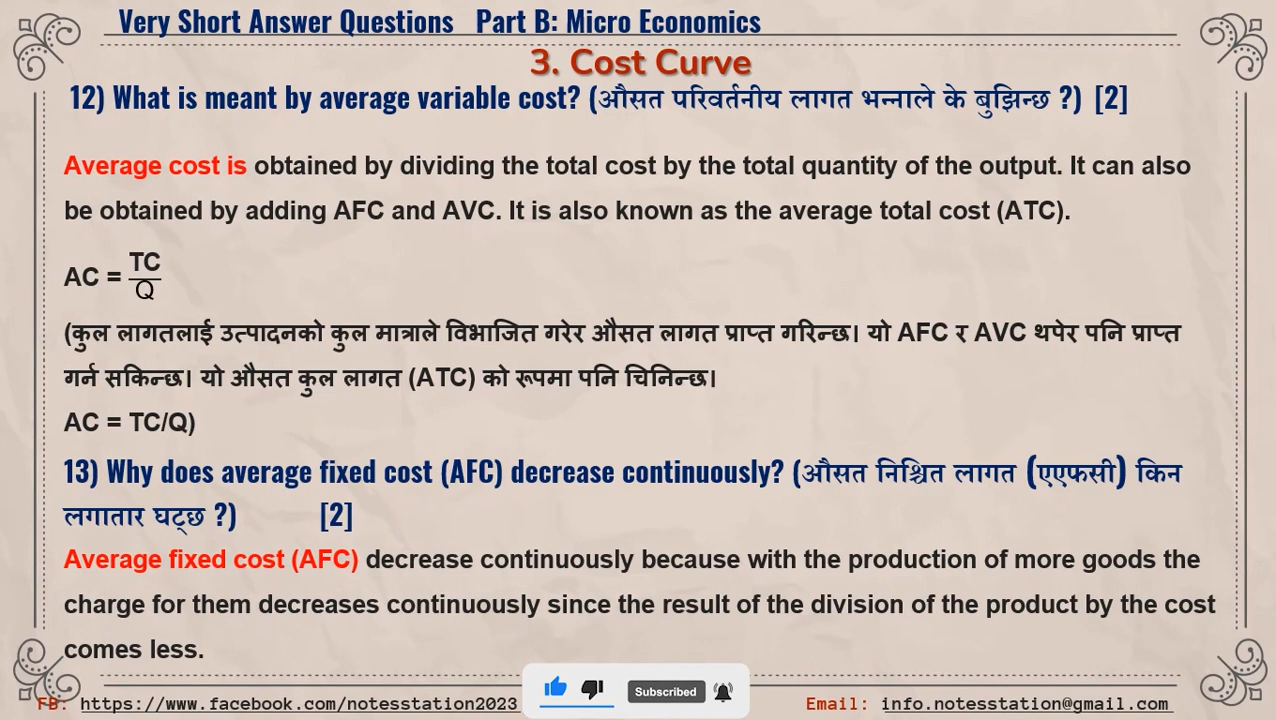 Very Short Answer Questions Part B: Micro Economics
3. Cost Curve
12) What is meant by average variable cost? (औसत परिवर्तनीय लागत भन्नाले के बुझिन्छ ?) [2]
Average cost is obtained by dividing the total cost by the total quantity of the output. It can also
be obtained by adding AFC and AVC. It is also known as the average total cost (ATC).
AC = TC/Q
(कुल लागतलाई उत्पादनको कुल मात्राले विभाजित गरेर औसत लागत प्राप्त गरिन्छ। यो AFC र AVC थपेर पनि प्राप्त
गर्न सकिन्छ। यो औसत कुल लागत (ATC) को रूपमा पनि चिनिन्छ।
AC = TC/Q)
13) Why does average fixed cost (AFC) decrease continuously? (औसत निश्चित लागत (एएफसी) किन
लगातार घट्छ ?) [2]
Average fixed cost (AFC) decrease continuously because with the production of more goods the
charge for them decreases continuously since the result of the division of the product by the cost
comes less.
Subscribed
FB: https://www.facebook.com/notesstation2023
Email: info.notesstation@gmail.com